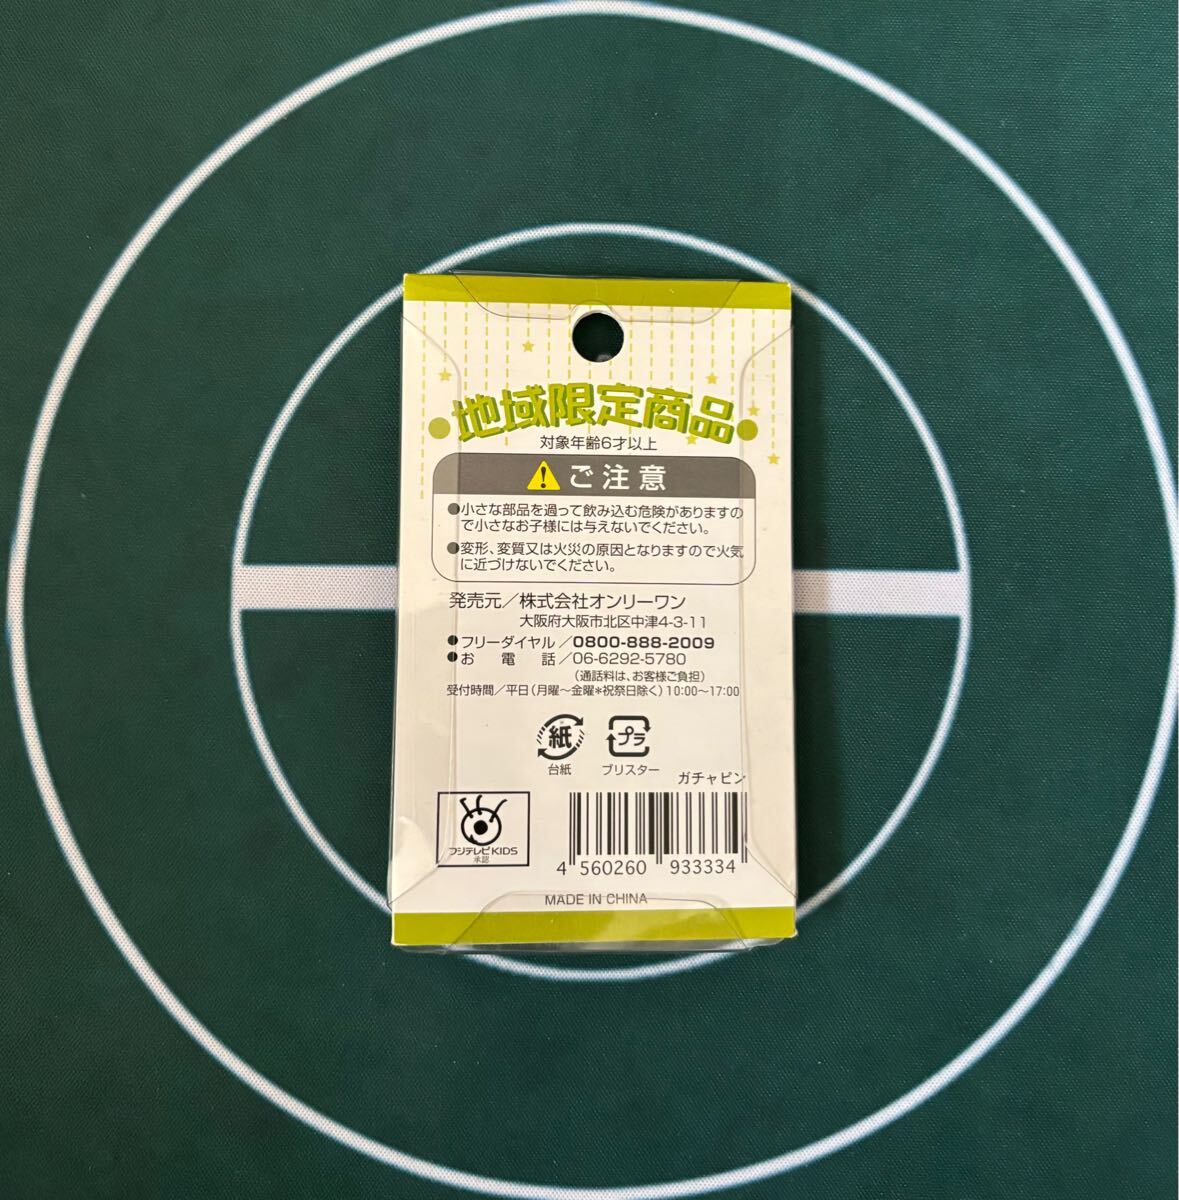 地域限定商品
対象年齢6才以上
ご注意
●小さな部品を過って飲み込む危険がありますの
で小さなお子様には与えないでください。
●変形、変質又は火災の原因となりますので火気
に近づけないでください。
発売元／株式会社オンリーワン
大阪府大阪市北区中津4-3-11
●フリーダイヤル／0800-888-2009
●お電話／06-6292-5780
（通話料は、お客様ご負担）
受付時間／平日（月曜〜金曜＊祝祭日除く）10:00〜17:00
紙
プラ
台紙
ブリスター
ガチャピン
フジテレビKIDS
承認
4 560260 933334
MADE IN CHINA